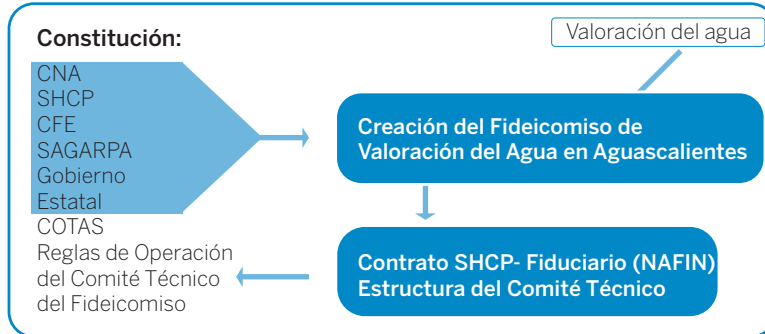 Constitución:
Valoración del agua
CNA
SHCP
CFE
SAGARPA
Gobierno
Estatal
COTAS
Reglas de Operación
del Comité Técnico
del Fideicomiso
Creación del Fideicomiso de
Valoración del Agua en Aguascalientes
Contrato SHCP- Fiduciario (NAFIN)
Estructura del Comité Técnico